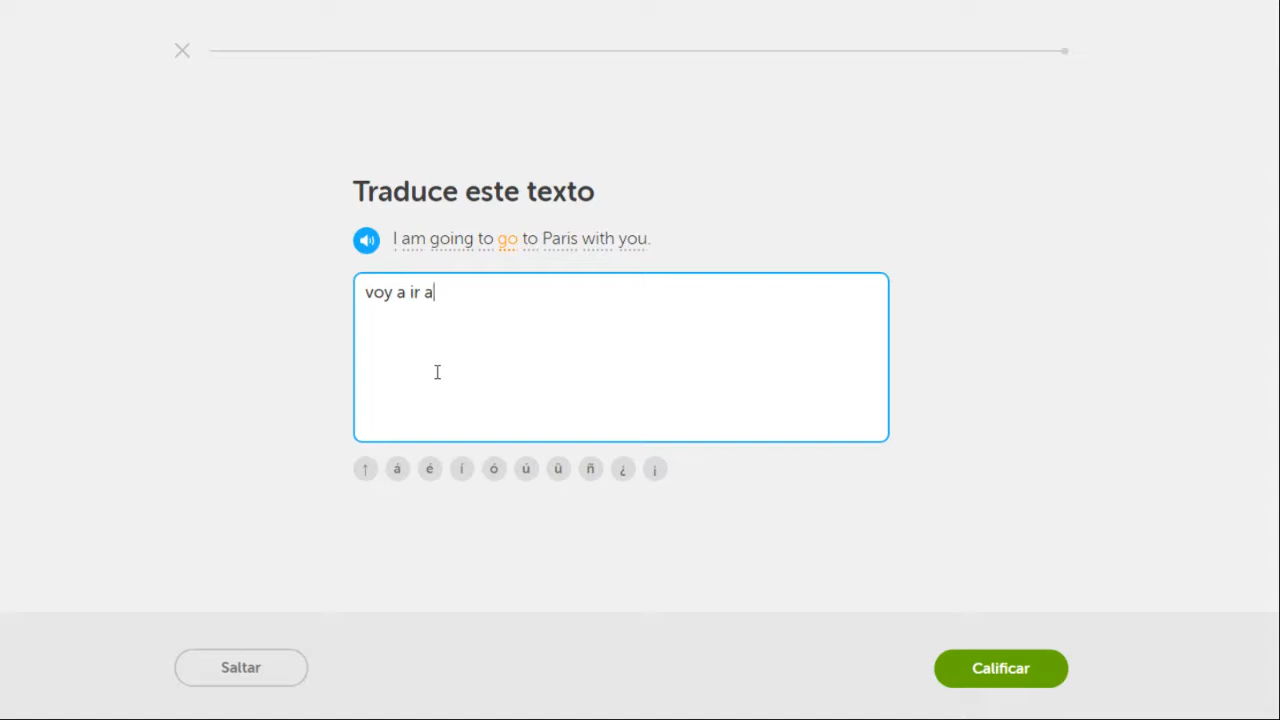 Traduce este texto
I am going to go to Paris with you.
voy a ir a
↑ á é í ó ú ü ñ ¿ ¡
Saltar
Calificar